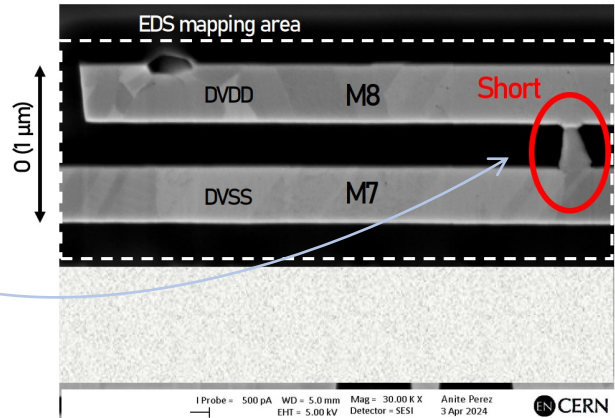 EDS mapping area
O (1 µm)
DVDD M8 Short
DVSS M7
I Probe = 500 pA WD = 5.0 mm Mag = 30.00 K X Anite Perez
EHT = 5.00 kV Detector = SESI 3 Apr 2024
EN CERN